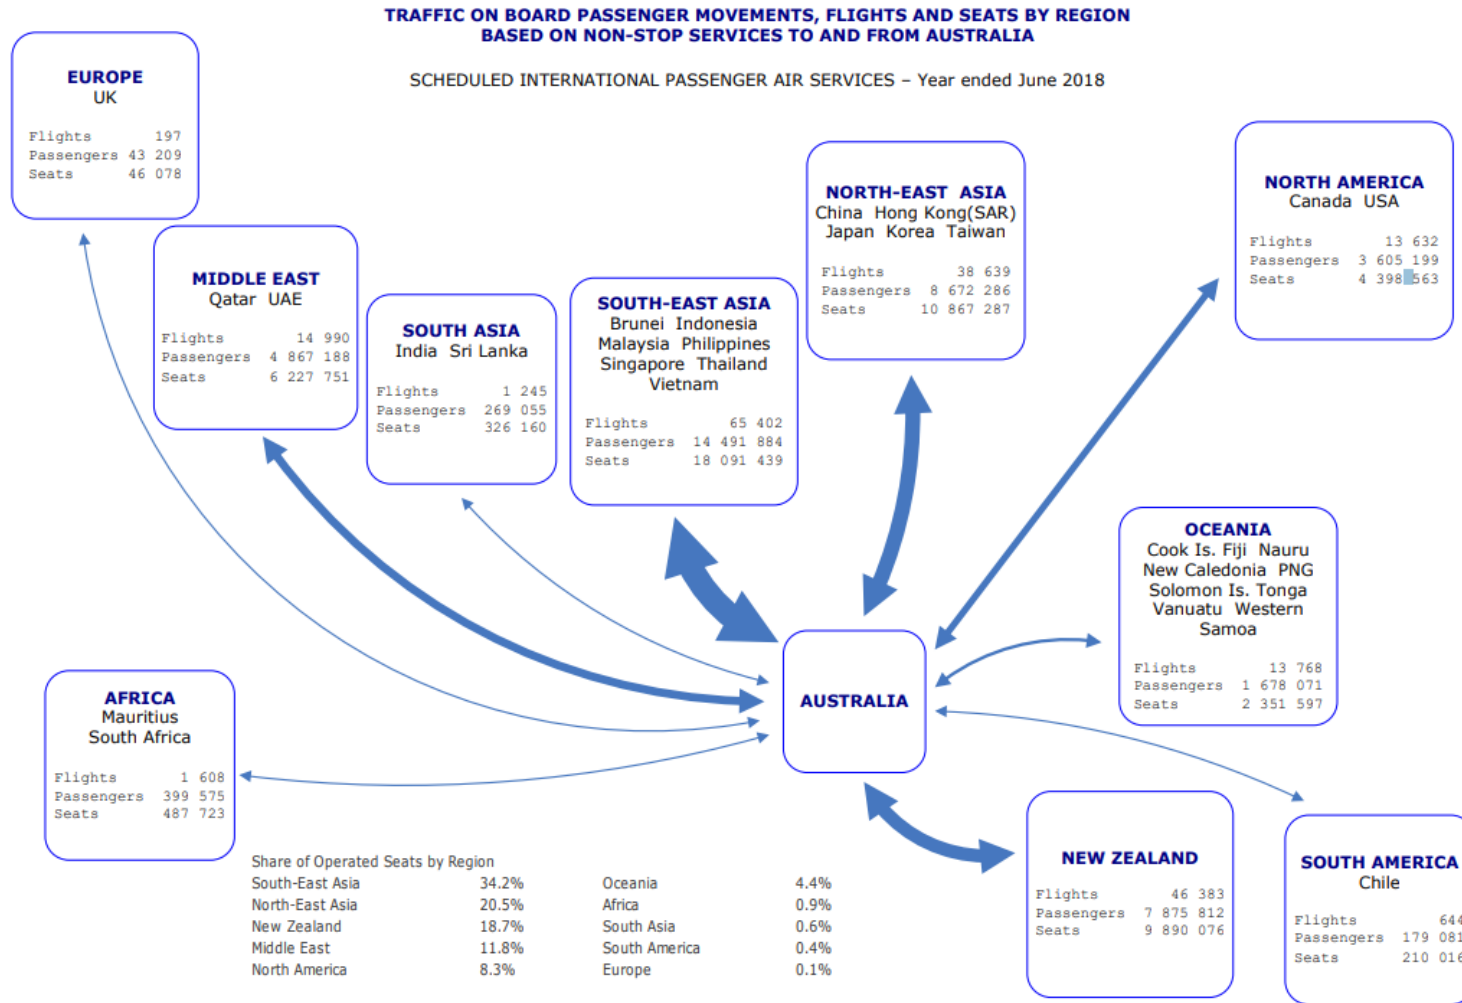 TRAFFIC ON BOARD PASSENGER MOVEMENTS, FLIGHTS AND SEATS BY REGION
BASED ON NON-STOP SERVICES TO AND FROM AUSTRALIA
SCHEDULED INTERNATIONAL PASSENGER AIR SERVICES – Year ended June 2018
EUROPE
UK
Flights 197
Passengers 43 209
Seats 46 078
MIDDLE EAST
Qatar UAE
Flights 14 990
Passengers 4 867 188
Seats 6 227 751
SOUTH ASIA
India Sri Lanka
Flights 1 245
Passengers 269 055
Seats 326 160
SOUTH-EAST ASIA
Brunei Indonesia
Malaysia Philippines
Singapore Thailand
Vietnam
Flights 65 402
Passengers 14 491 884
Seats 18 091 439
NORTH-EAST ASIA
China Hong Kong(SAR)
Japan Korea Taiwan
Flights 38 639
Passengers 8 672 286
Seats 10 867 287
NORTH AMERICA
Canada USA
Flights 13 632
Passengers 3 605 199
Seats 4 398 563
OCEANIA
Cook Is. Fiji Nauru
New Caledonia PNG
Solomon Is. Tonga
Vanuatu Western
Samoa
Flights 13 768
Passengers 1 678 071
Seats 2 351 597
AUSTRALIA
AFRICA
Mauritius
South Africa
Flights 1 608
Passengers 399 575
Seats 487 723
NEW ZEALAND
Flights 46 383
Passengers 7 875 812
Seats 9 890 076
SOUTH AMERICA
Chile
Flights 644
Passengers 179 081
Seats 210 016
Share of Operated Seats by Region
South-East Asia 34.2% Oceania 4.4%
North-East Asia 20.5% Africa 0.9%
New Zealand 18.7% South Asia 0.6%
Middle East 11.8% South America 0.4%
North America 8.3% Europe 0.1%